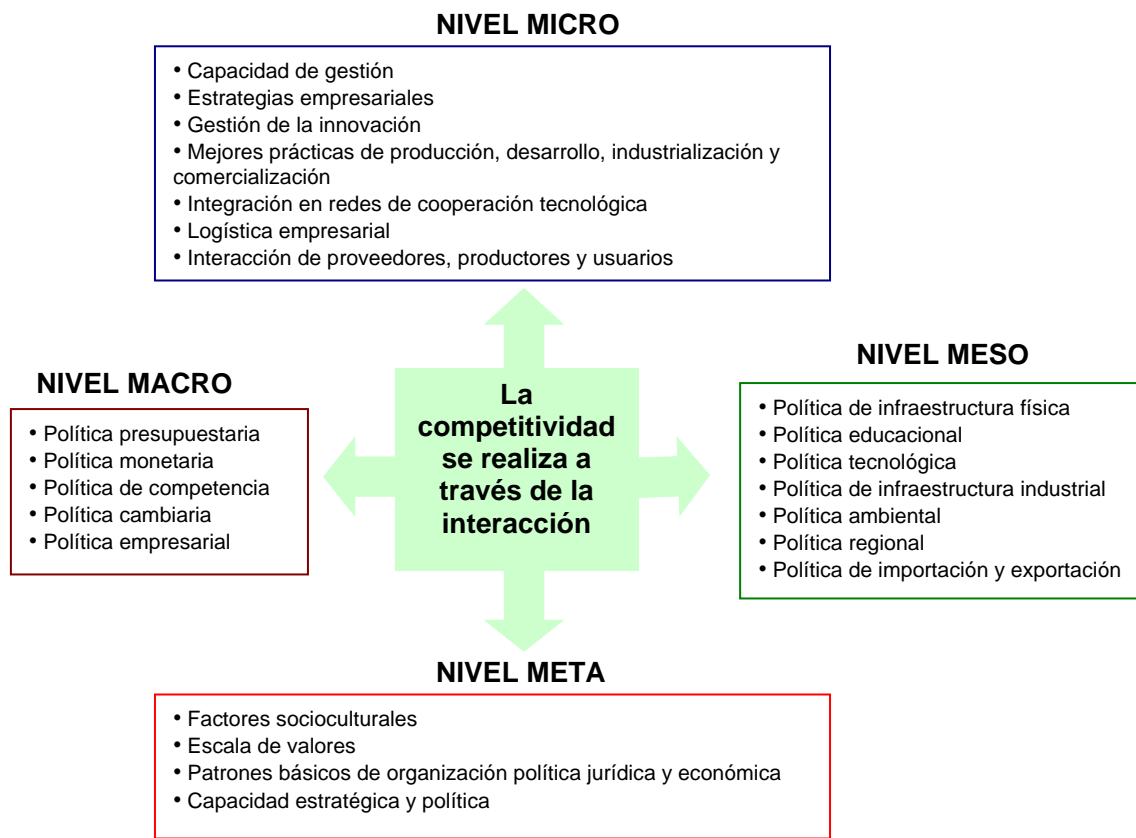 NIVEL MICRO
• Capacidad de gestión
• Estrategias empresariales
• Gestión de la innovación
• Mejores prácticas de producción, desarrollo, industrialización y
comercialización
• Integración en redes de cooperación tecnológica
• Logística empresarial
• Interacción de proveedores, productores y usuarios
NIVEL MACRO
• Política presupuestaria
• Política monetaria
• Política de competencia
• Política cambiaria
• Política empresarial
La
competitividad
se realiza a
través de la
interacción
NIVEL MESO
• Política de infraestructura física
• Política educacional
• Política tecnológica
• Política de infraestructura industrial
• Política ambiental
• Política regional
• Política de importación y exportación
NIVEL META
• Factores socioculturales
• Escala de valores
• Patrones básicos de organización política jurídica y económica
• Capacidad estratégica y política